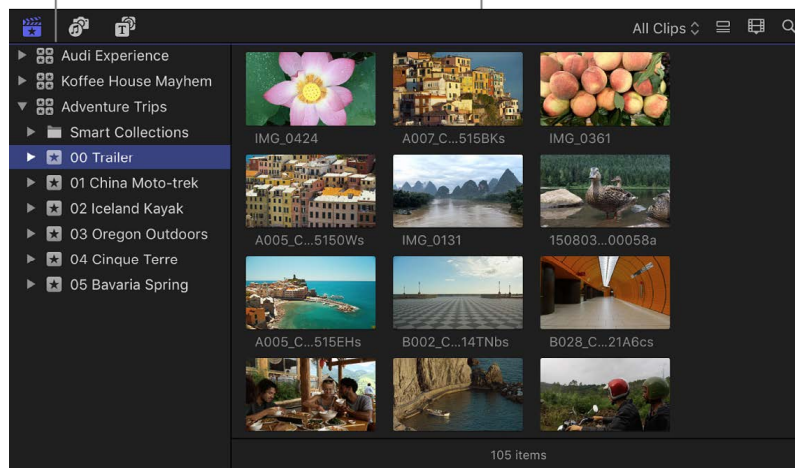 All Clips
Audi Experience
Koffee House Mayhem
Adventure Trips
Smart Collections
00 Trailer
01 China Moto-trek
02 Iceland Kayak
03 Oregon Outdoors
04 Cinque Terre
05 Bavaria Spring
IMG_0424
A007_C...515BKs
IMG_0361
A005_C...5150Ws
IMG_0131
150803...00058a
A005_C...515EHs
B002_C...14TNbs
B028_C...21A6cs
105 items